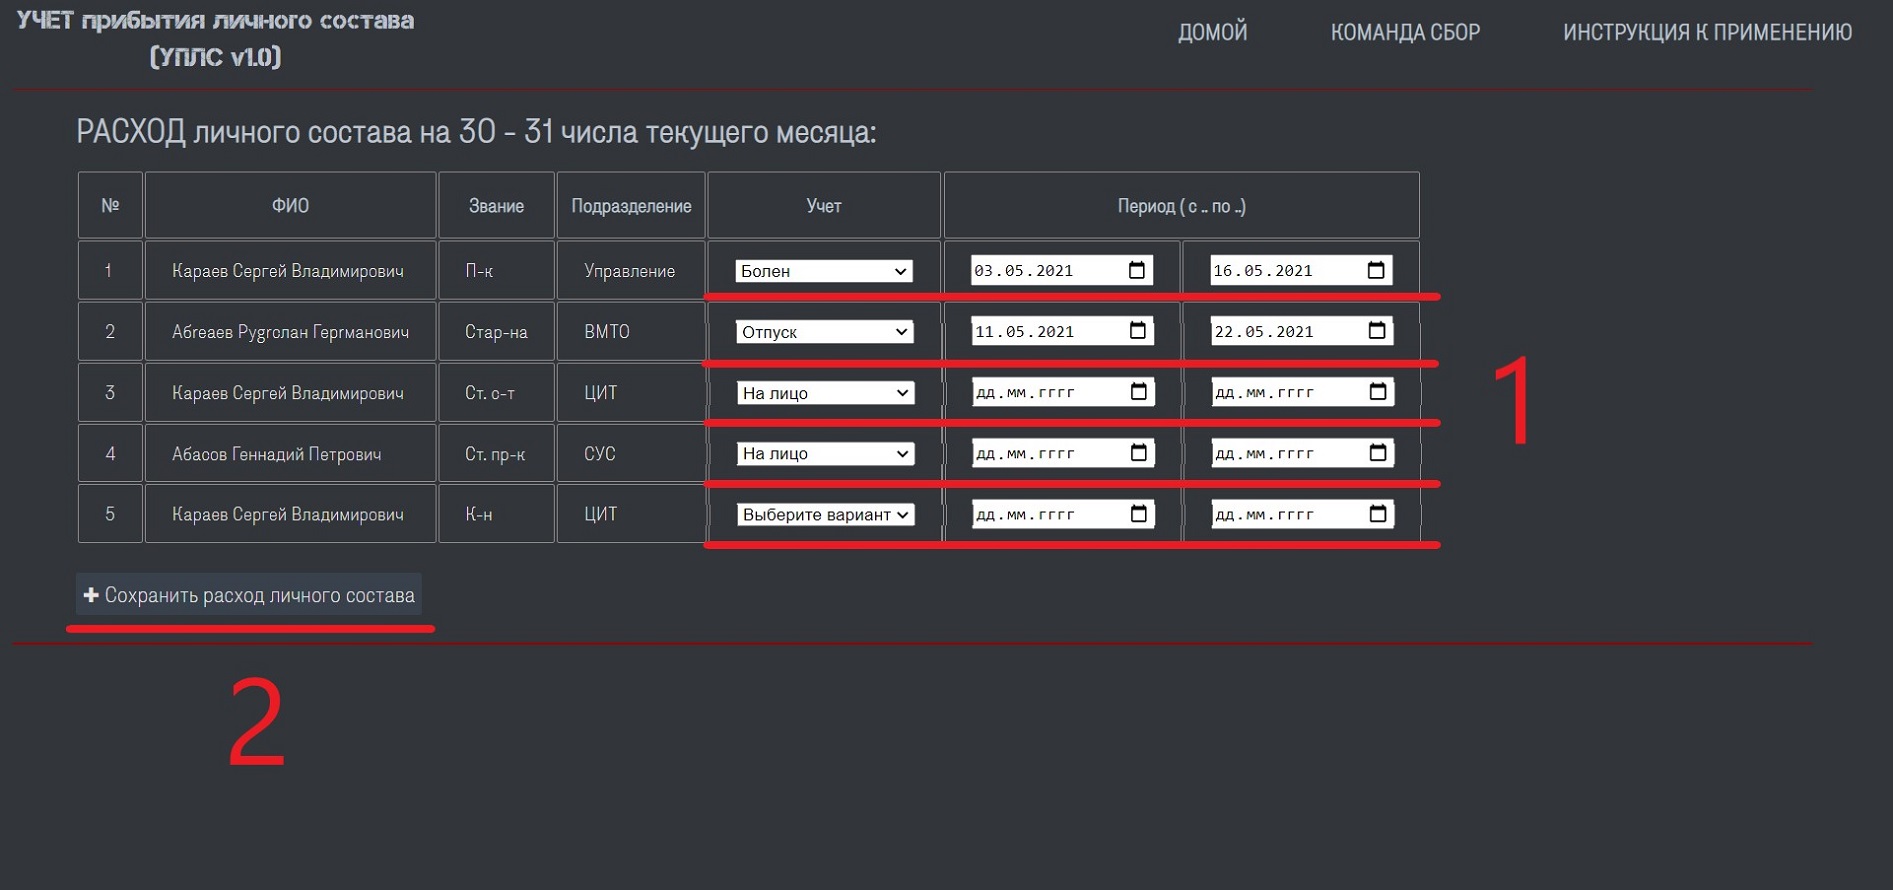 УЧЕТ прибытия личного состава
(УПЛС v1.0)
ДОМОЙ КОМАНДА СБОР ИНСТРУКЦИЯ К ПРИМЕНЕНИЮ
РАСХОД личного состава на 30 - 31 числа текущего месяца:
№ ФИО Звание Подразделение Учет Период ( с .. по ..)
1 Караев Сергей Владимирович П-к Управление Болен 03.05.2021 16.05.2021
2 Абгеаев Рудголан Гергманович Стар-на ВМТО Отпуск 11.05.2021 22.05.2021
3 Караев Сергей Владимирович Ст. с-т ЦИТ На лицо дд.мм.гггг дд.мм.гггг
4 Абасов Геннадий Петрович Ст. пр-к СУС На лицо дд.мм.гггг дд.мм.гггг
5 Караев Сергей Владимирович К-н ЦИТ Выберите вариант дд.мм.гггг дд.мм.гггг
1
+ Сохранить расход личного состава
2